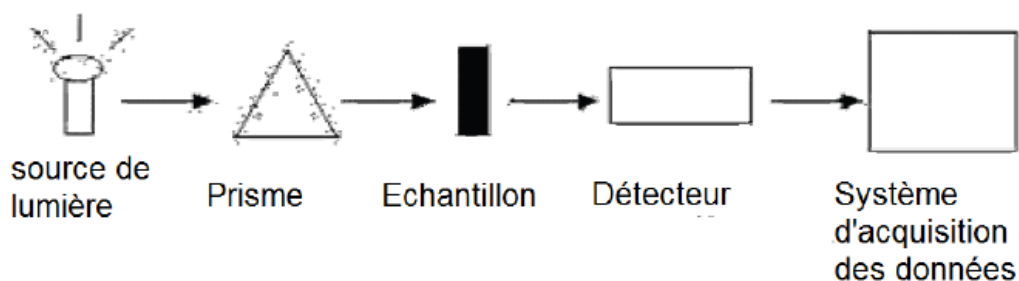 source de
lumière
Prisme
Echantillon
Détecteur
Système
d'acquisition
des données